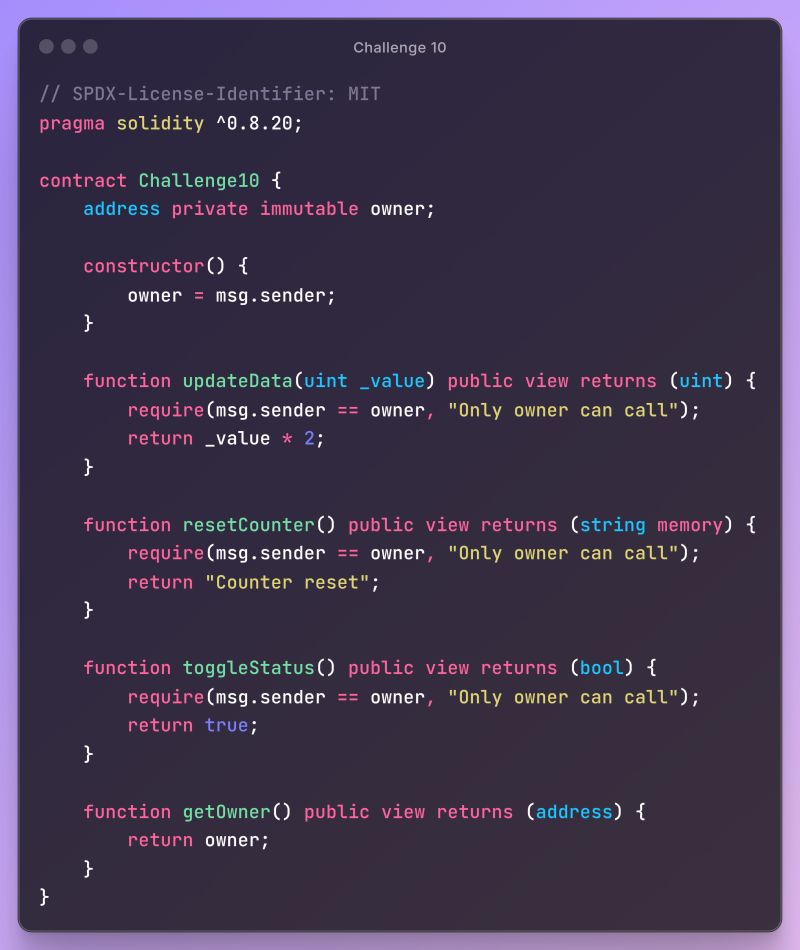 Challenge 10
// SPDX-License-Identifier: MIT
pragma solidity ^0.8.20;
contract Challenge10 {
    address private immutable owner;
    constructor() {
        owner = msg.sender;
    }
    function updateData(uint _value) public view returns (uint) {
        require(msg.sender == owner, "Only owner can call");
        return _value * 2;
    }
    function resetCounter() public view returns (string memory) {
        require(msg.sender == owner, "Only owner can call");
        return "Counter reset";
    }
    function toggleStatus() public view returns (bool) {
        require(msg.sender == owner, "Only owner can call");
        return true;
    }
    function getOwner() public view returns (address) {
        return owner;
    }
}